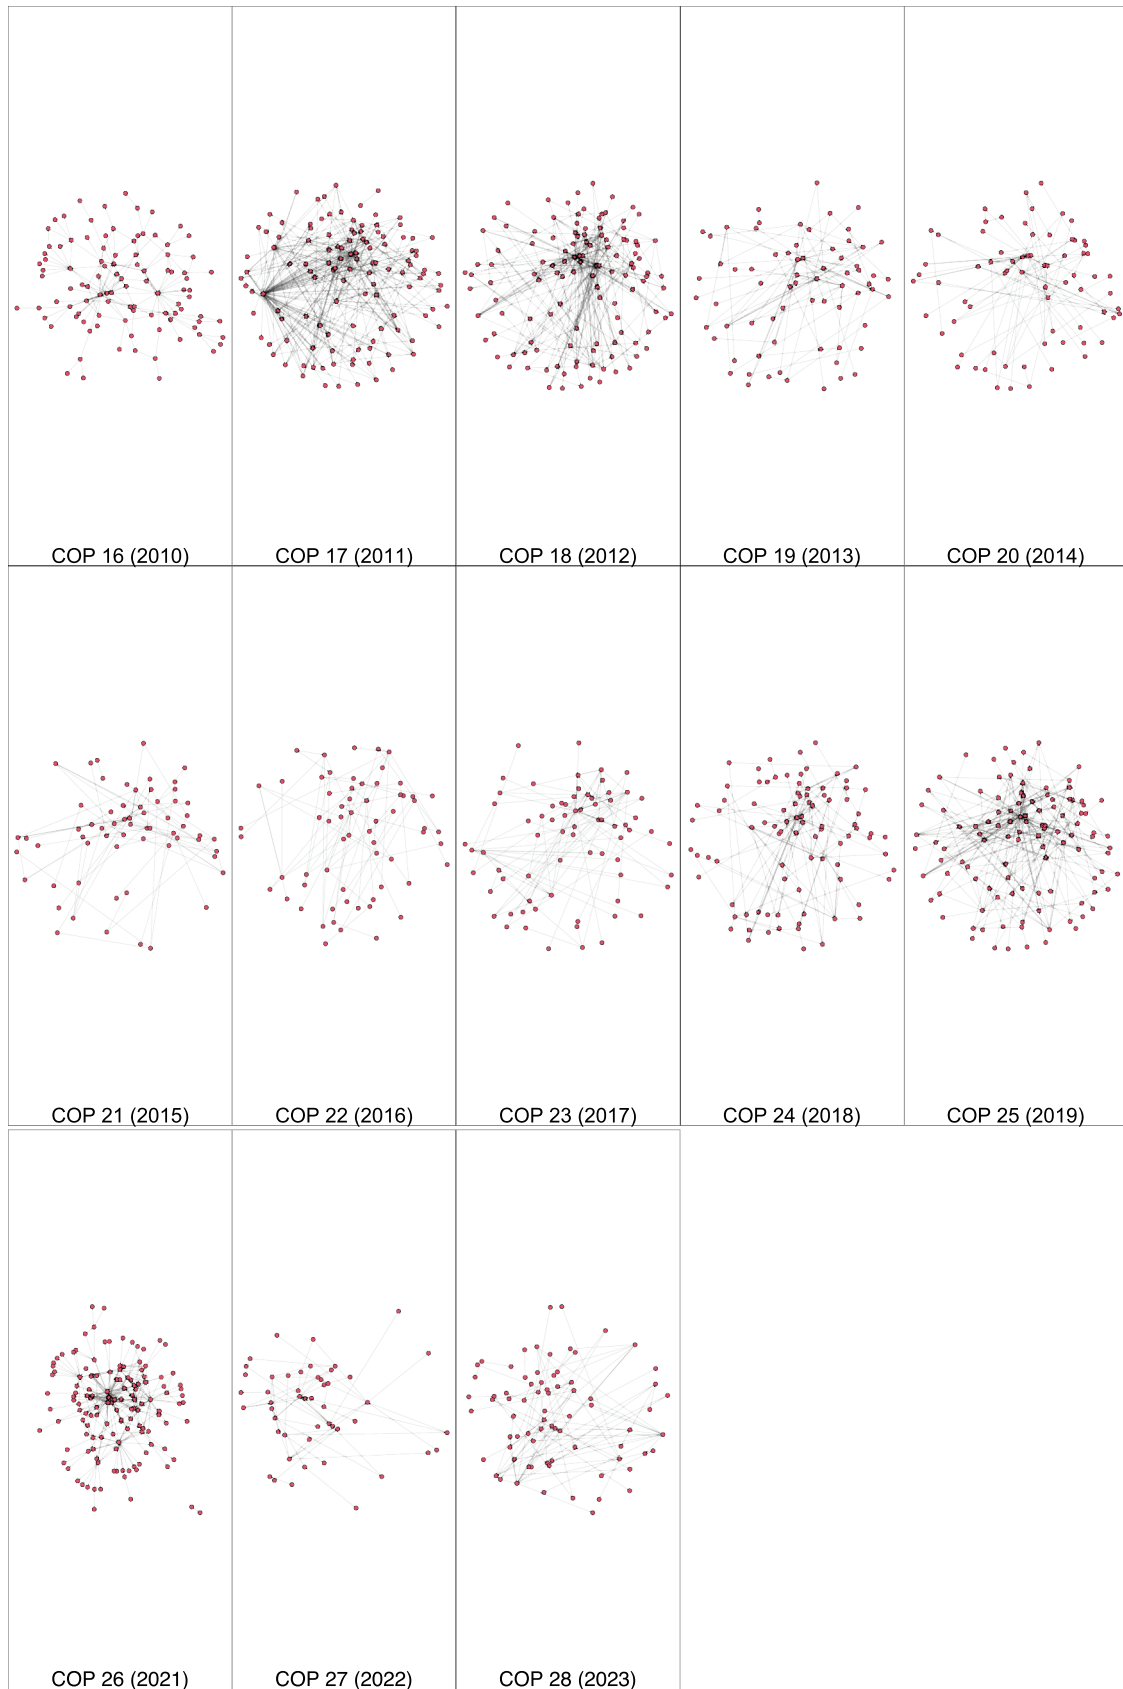 COP 16 (2010)
COP 17 (2011)
COP 18 (2012)
COP 19 (2013)
COP 20 (2014)
COP 21 (2015)
COP 22 (2016)
COP 23 (2017)
COP 24 (2018)
COP 25 (2019)
COP 26 (2021)
COP 27 (2022)
COP 28 (2023)